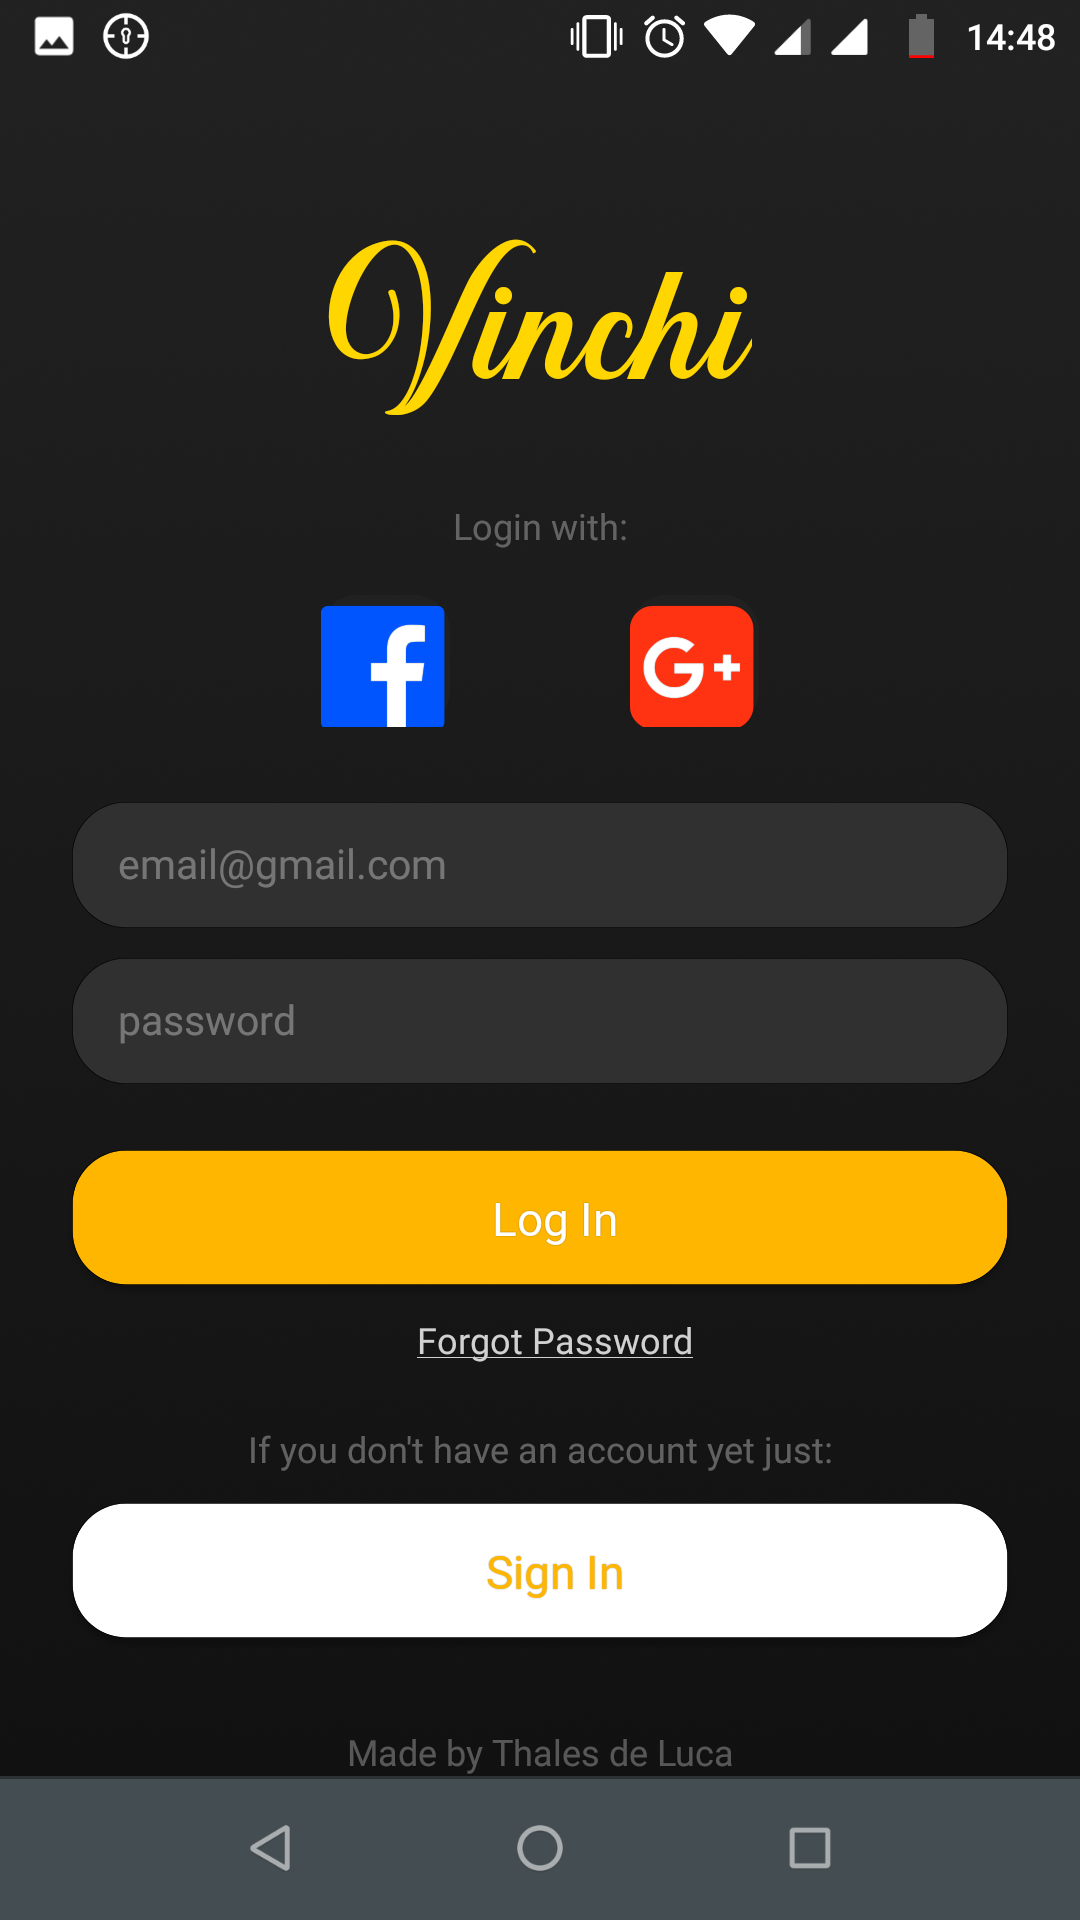 14:48
Vinchi
Login with:
f
G+
email@gmail.com
password
Log In
Forgot Password
If you don't have an account yet just:
Sign In
Made by Thales de Luca